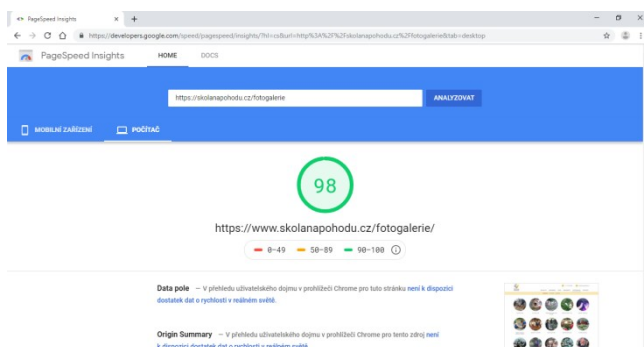 PageSpeed Insights
https://developers.google.com/speed/pagespeed/insights/?hl=cs&url=http%3A%2F%2Fskolanapohodu.cz%2Ffotogalerie&tab=desktop
PageSpeed Insights HOME DOCS
https://skolanapohodu.cz/fotogalerie ANALYZOVAT
MOBILNÍ ZAŘÍZENÍ POČÍTAČ
98
https://www.skolanapohodu.cz/fotogalerie/
0–49 50–89 90–100
Data pole — V přehledu uživatelského dojmu v prohlížeči Chrome pro tuto stránku není k dispozici
dostatek dat o rychlosti v reálném světě.
Origin Summary — V přehledu uživatelského dojmu v prohlížeči Chrome pro tento zdroj není
k dispozici dostatek dat o rychlosti v reálném světě.